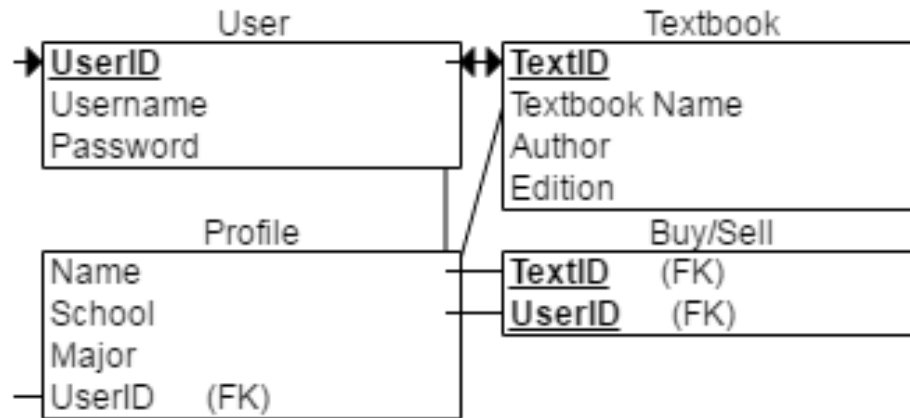 User
UserID
Username
Password
Textbook
TextID
Textbook Name
Author
Edition
Profile
Name
School
Major
UserID (FK)
Buy/Sell
TextID (FK)
UserID (FK)